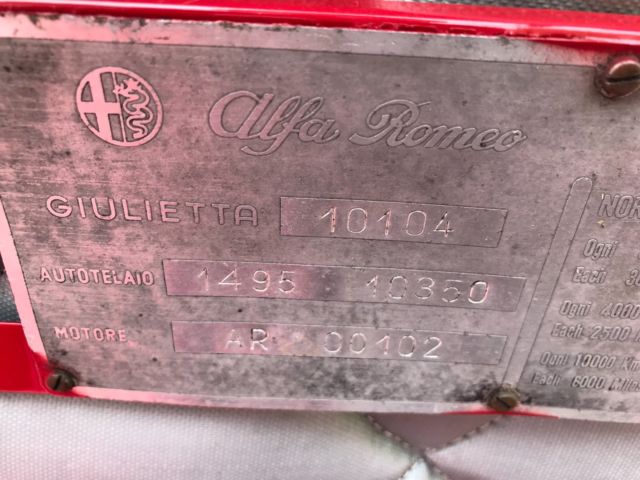 Alfa Romeo
GIULIETTA 10104
AUTOTELAIO 1495 10350
MOTORE AR 00102
Ogni
Each
Ogni 4000
Each 2500
Ogni 10000 Km
Each 6000